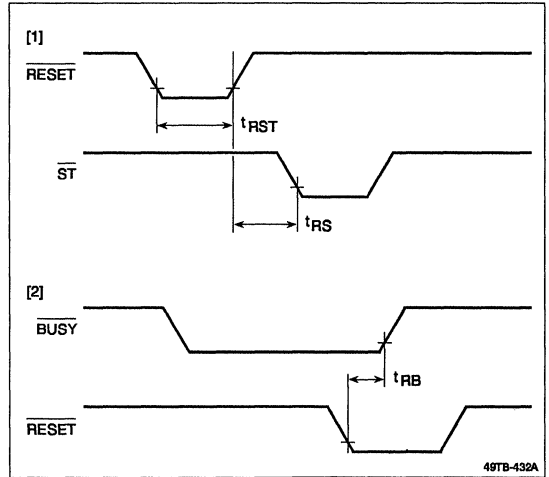 [1]
RESET
tRST
ST
tRS
[2]
BUSY
tRB
RESET
49TB-432A